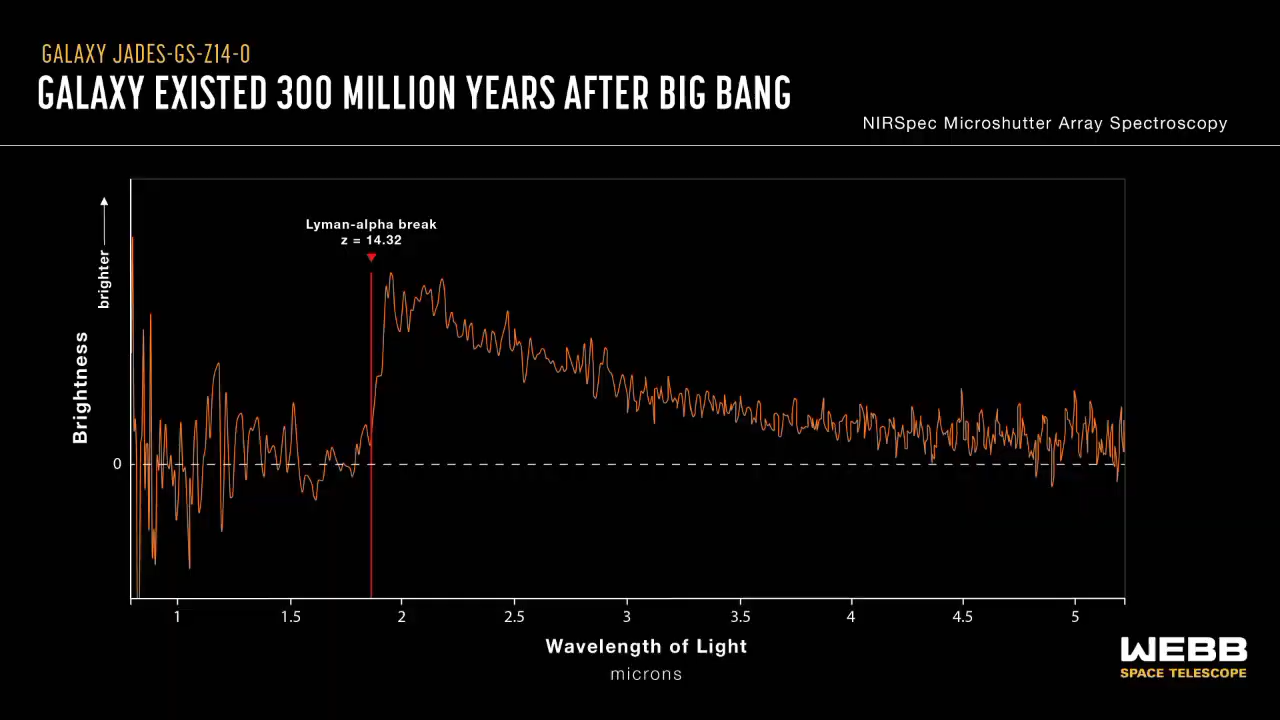 GALAXY JADES-GS-Z14-0
GALAXY EXISTED 300 MILLION YEARS AFTER BIG BANG
NIRSpec Microshutter Array Spectroscopy
Lyman-alpha break
z = 14.32
brighter
Brightness
0
1 1.5 2 2.5 3 3.5 4 4.5 5
Wavelength of Light
microns
WEBB
SPACE TELESCOPE